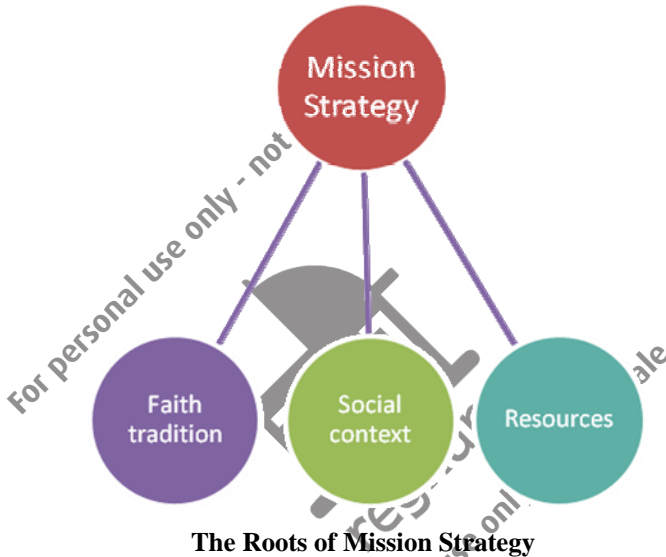 Mission
Strategy
For personal use only - not
Faith
tradition
Social
context
Resources
The Roots of Mission Strategy